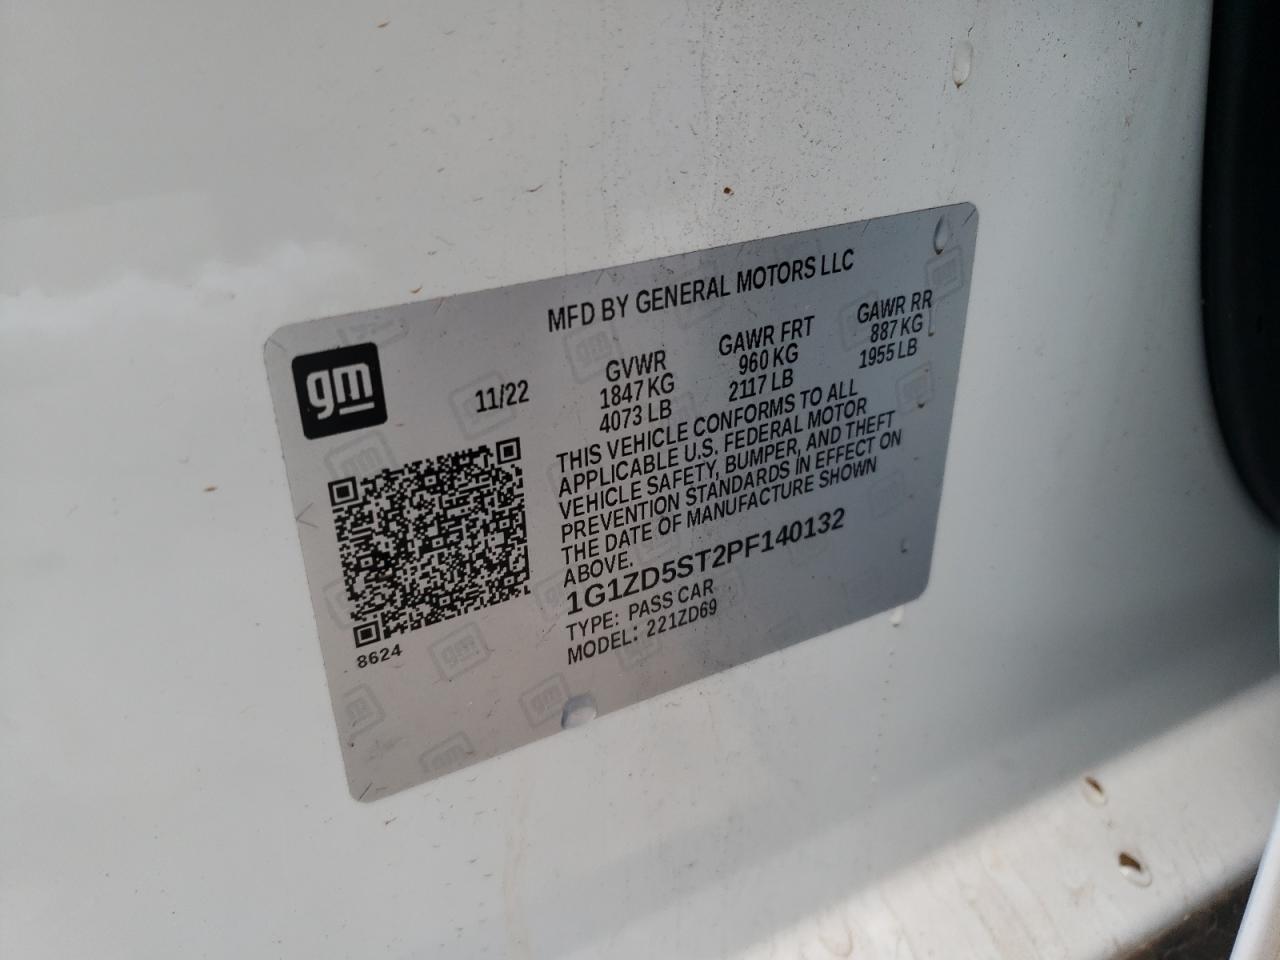 MFD BY GENERAL MOTORS LLC
gm
11/22
GVWR GAWR FRT GAWR RR
1847 KG 960 KG 887 KG
4073 LB 2117 LB 1955 LB
THIS VEHICLE CONFORMS TO ALL
APPLICABLE U.S. FEDERAL MOTOR
VEHICLE SAFETY, BUMPER, AND THEFT
PREVENTION STANDARDS IN EFFECT ON
THE DATE OF MANUFACTURE SHOWN
ABOVE.
1G1ZD5ST2PF140132
TYPE: PASS CAR
MODEL: 221ZD69
8624